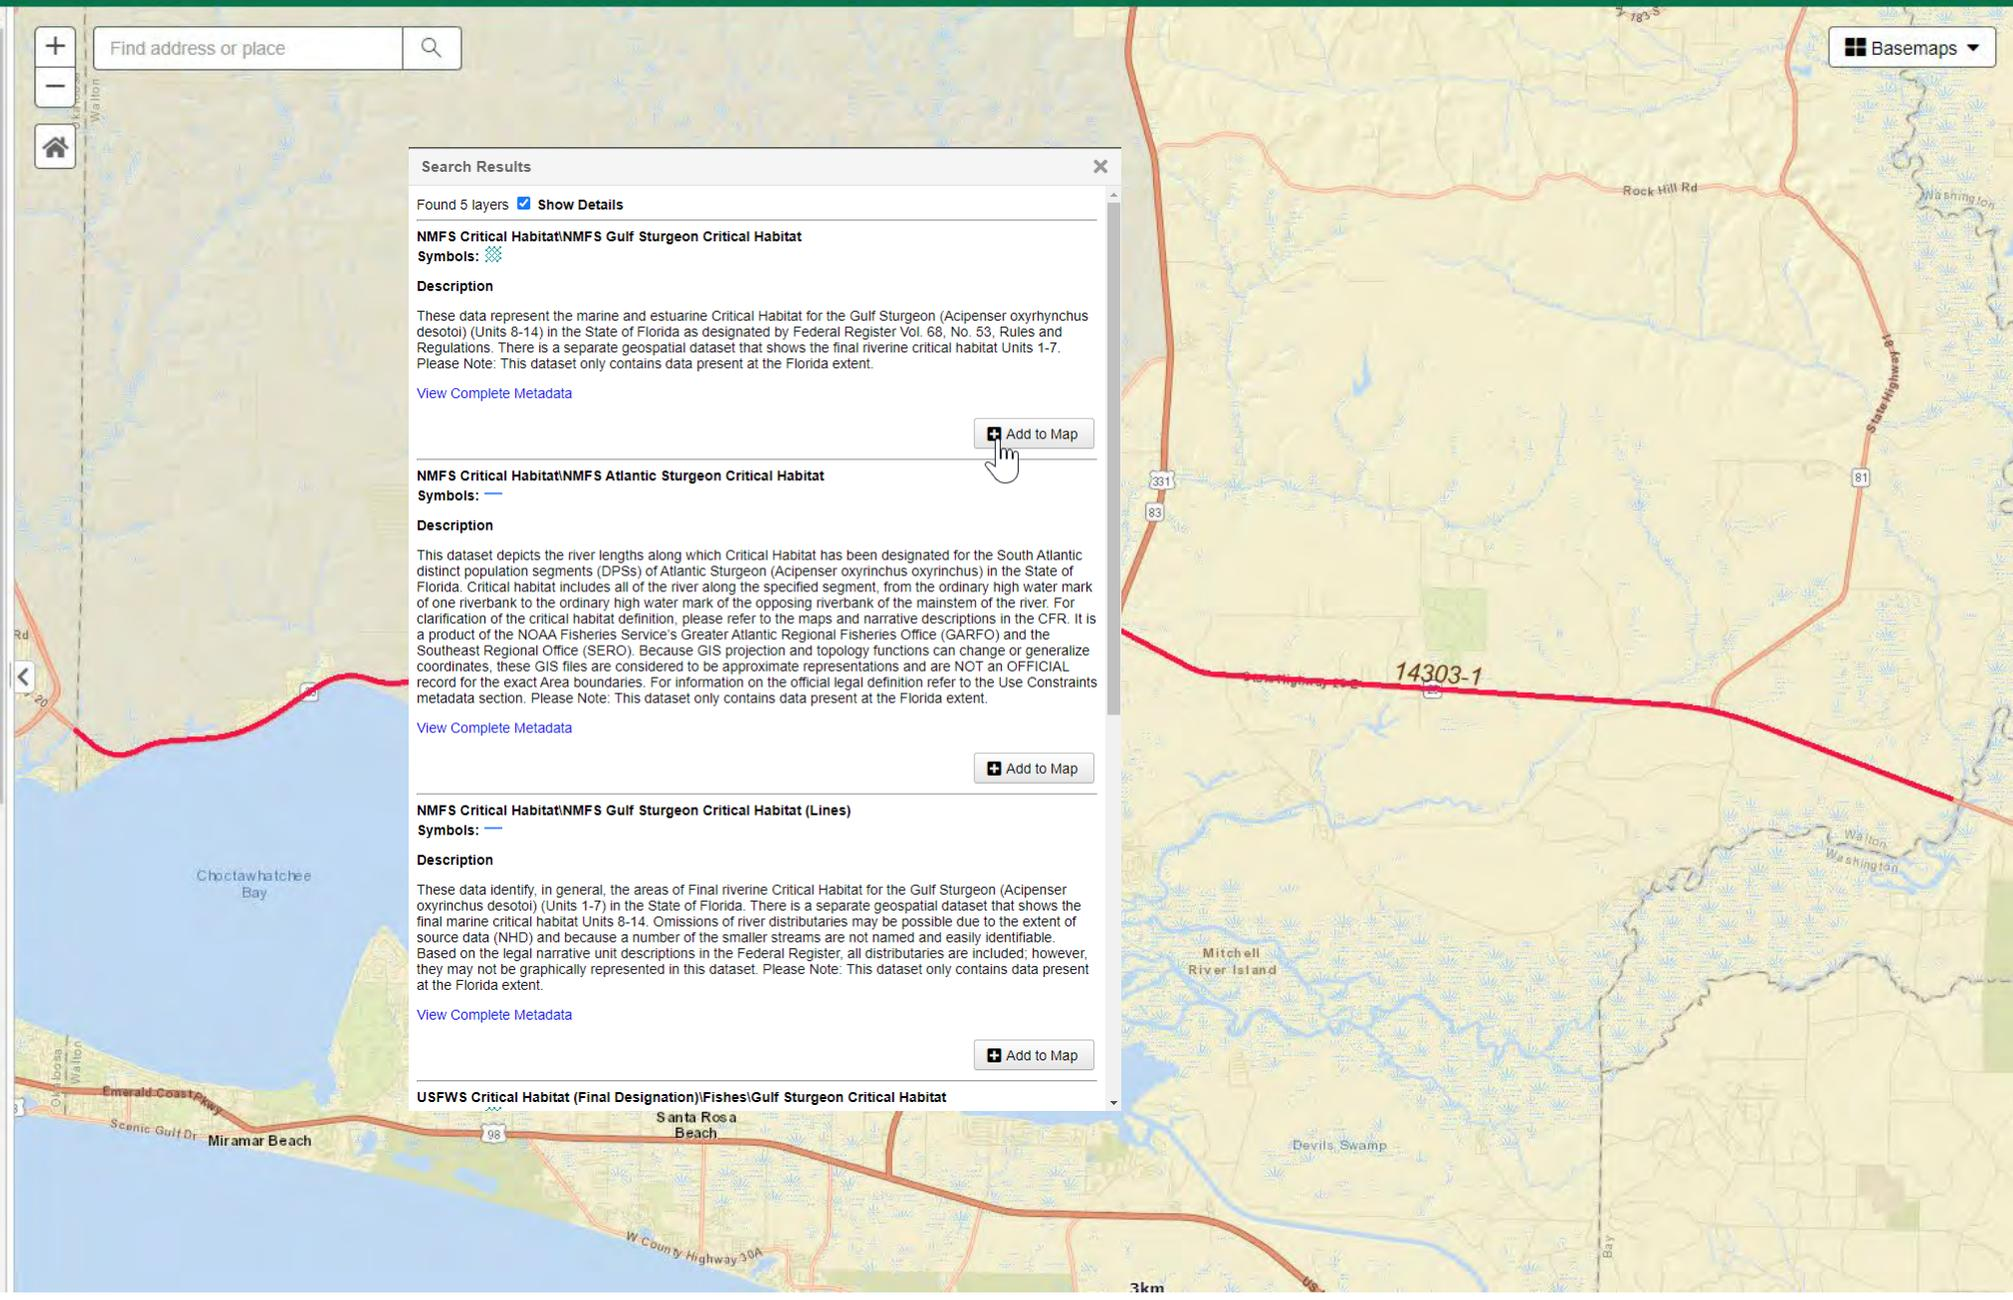 183-S
+
Find address or place
Basemaps
−
Okaloosa
Walton
Search Results
Rock Hill Rd
Washington
Found 5 layers Show Details
NMFS Critical Habitat\NMFS Gulf Sturgeon Critical Habitat
Symbols:
Description
These data represent the marine and estuarine Critical Habitat for the Gulf Sturgeon (Acipenser oxyrhynchus
desotoi) (Units 8-14) in the State of Florida as designated by Federal Register Vol. 68, No. 53, Rules and
Regulations. There is a separate geospatial dataset that shows the final riverine critical habitat Units 1-7.
Please Note: This dataset only contains data present at the Florida extent.
View Complete Metadata
State Highway 81
Add to Map
NMFS Critical Habitat\NMFS Atlantic Sturgeon Critical Habitat
Symbols:
331
81
83
Description
This dataset depicts the river lengths along which Critical Habitat has been designated for the South Atlantic
distinct population segments (DPSs) of Atlantic Sturgeon (Acipenser oxyrinchus oxyrinchus) in the State of
Florida. Critical habitat includes all of the river along the specified segment, from the ordinary high water mark
of one riverbank to the ordinary high water mark of the opposing riverbank of the mainstem of the river. For
clarification of the critical habitat definition, please refer to the maps and narrative descriptions in the CFR. It is
a product of the NOAA Fisheries Service's Greater Atlantic Regional Fisheries Office (GARFO) and the
Southeast Regional Office (SERO). Because GIS projection and topology functions can change or generalize
coordinates, these GIS files are considered to be approximate representations and are NOT an OFFICIAL
record for the exact Area boundaries. For information on the official legal definition refer to the Use Constraints
metadata section. Please Note: This dataset only contains data present at the Florida extent.
Rd
20
14303-1
View Complete Metadata
Add to Map
NMFS Critical Habitat\NMFS Gulf Sturgeon Critical Habitat (Lines)
Symbols:
Walton
Washington
Description
Choctawhatchee
Bay
These data identify, in general, the areas of Final riverine Critical Habitat for the Gulf Sturgeon (Acipenser
oxyrinchus desotoi) (Units 1-7) in the State of Florida. There is a separate geospatial dataset that shows the
final marine critical habitat Units 8-14. Omissions of river distributaries may be possible due to the extent of
source data (NHD) and because a number of the smaller streams are not named and easily identifiable.
Based on the legal narrative unit descriptions in the Federal Register, all distributaries are included; however,
they may not be graphically represented in this dataset. Please Note: This dataset only contains data present
at the Florida extent.
Mitchell
River Island
View Complete Metadata
Add to Map
Okaloosa
Walton
USFWS Critical Habitat (Final Designation)\Fishes\Gulf Sturgeon Critical Habitat
Emerald Coast Pkwy
Scenic Gulf Dr
Miramar Beach
98
Santa Rosa
Beach
Devils Swamp
W County Highway 30A
Bay
US
3km